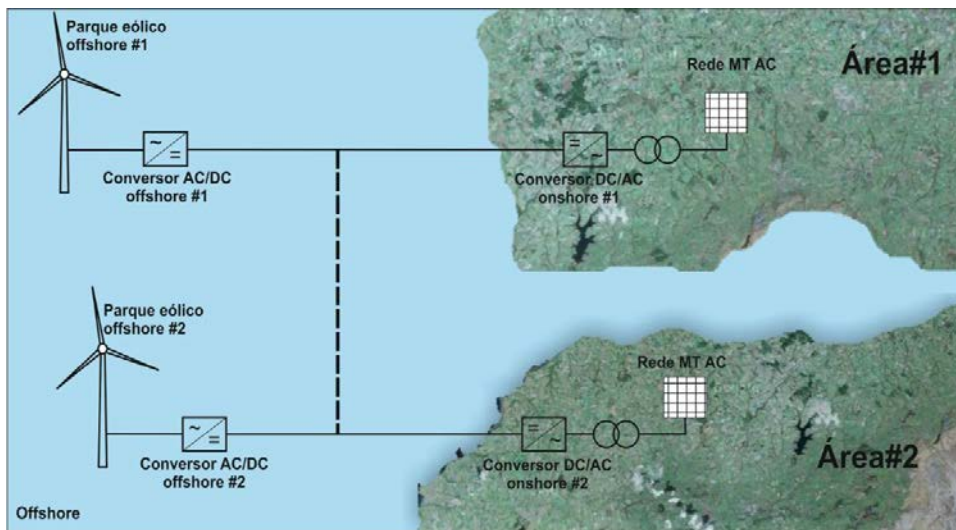 Parque eólico
offshore #1
Conversor AC/DC
offshore #1
Conversor DC/AC
onshore #1
Rede MT AC
Área#1
Parque eólico
offshore #2
Conversor AC/DC
offshore #2
Conversor DC/AC
onshore #2
Rede MT AC
Área#2
Offshore